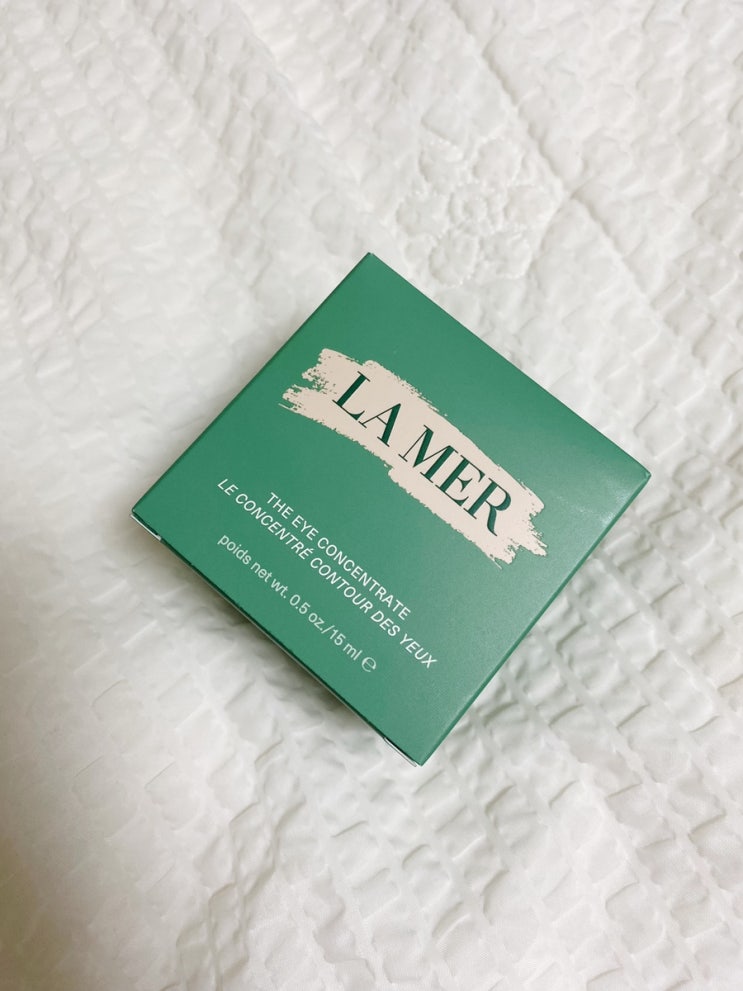 LA MER
THE EYE CONCENTRATE
LE CONCENTRÉ CONTOUR DES YEUX
poids net wt. 0.5 oz./15 ml ℮